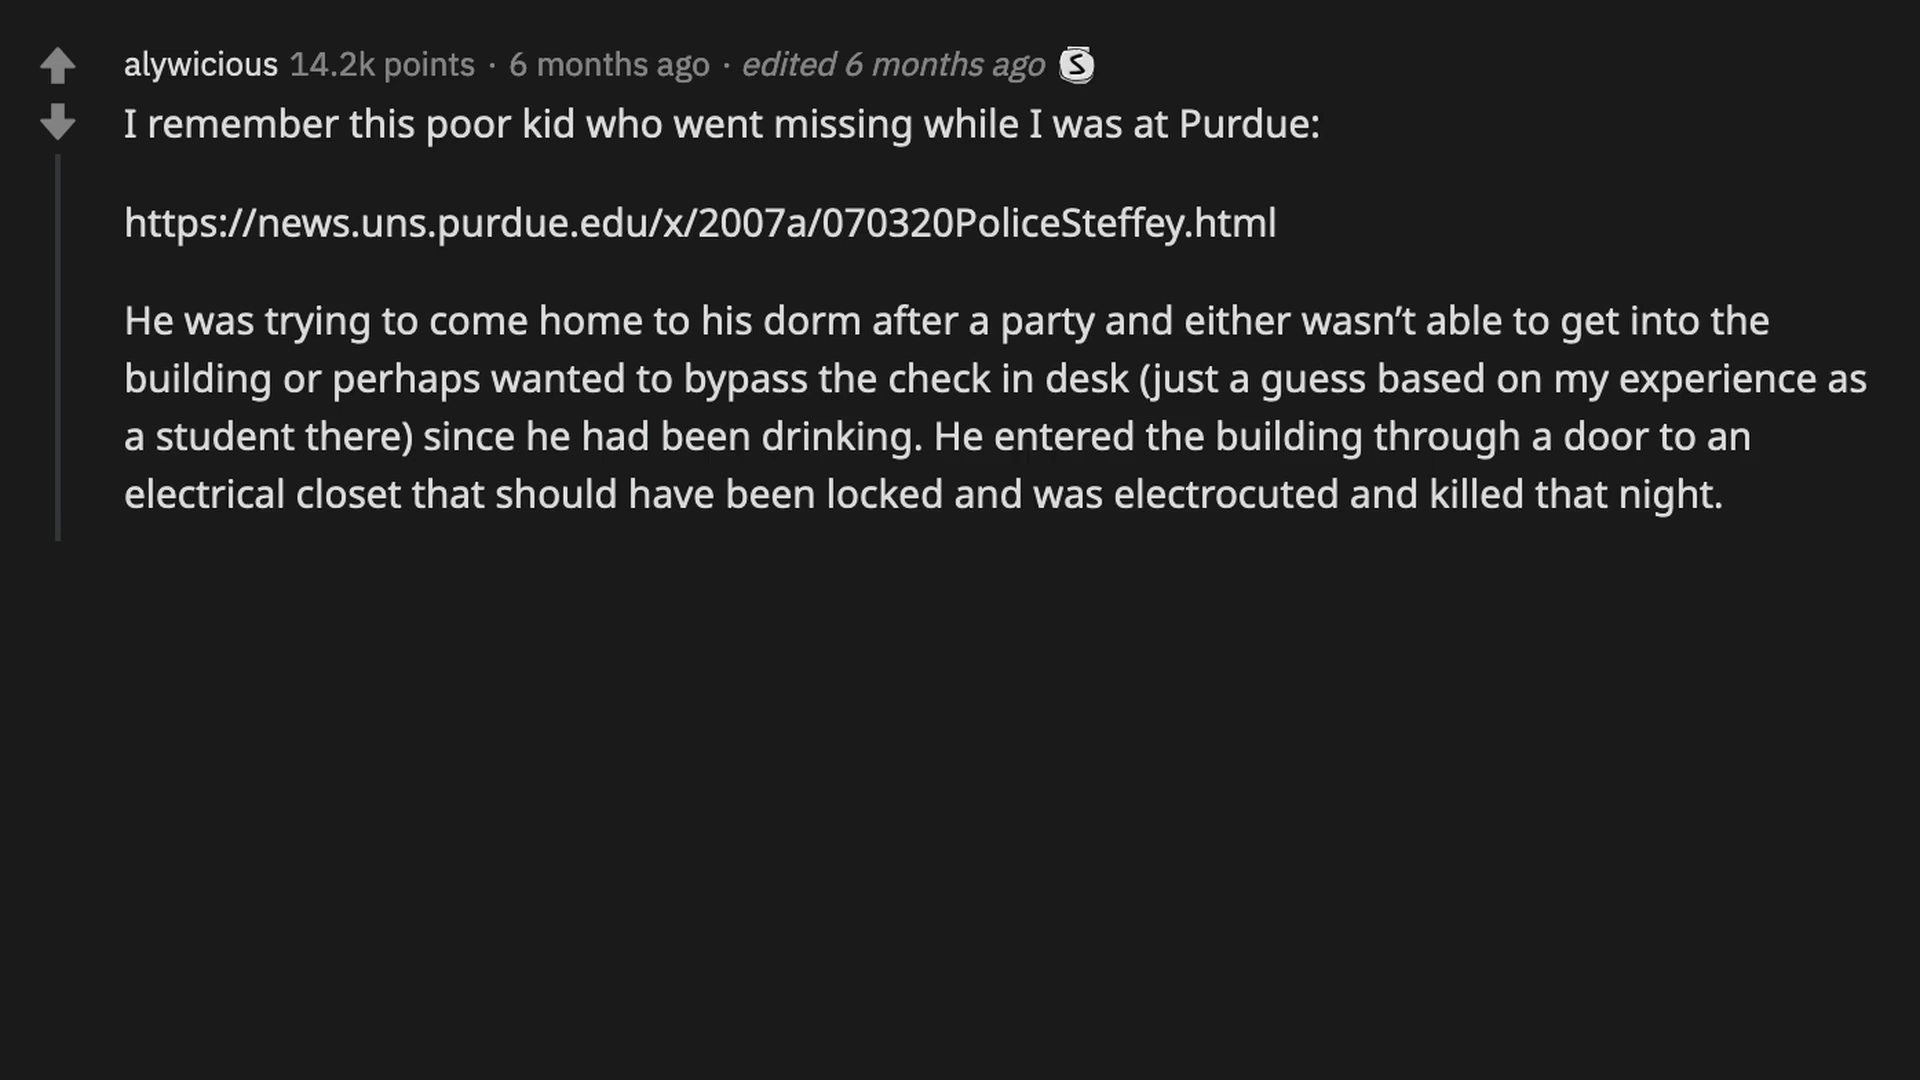 alywicious 14.2k points · 6 months ago · edited 6 months ago S
I remember this poor kid who went missing while I was at Purdue:
https://news.uns.purdue.edu/x/2007a/070320PoliceSteffey.html
He was trying to come home to his dorm after a party and either wasn’t able to get into the
building or perhaps wanted to bypass the check in desk (just a guess based on my experience as
a student there) since he had been drinking. He entered the building through a door to an
electrical closet that should have been locked and was electrocuted and killed that night.